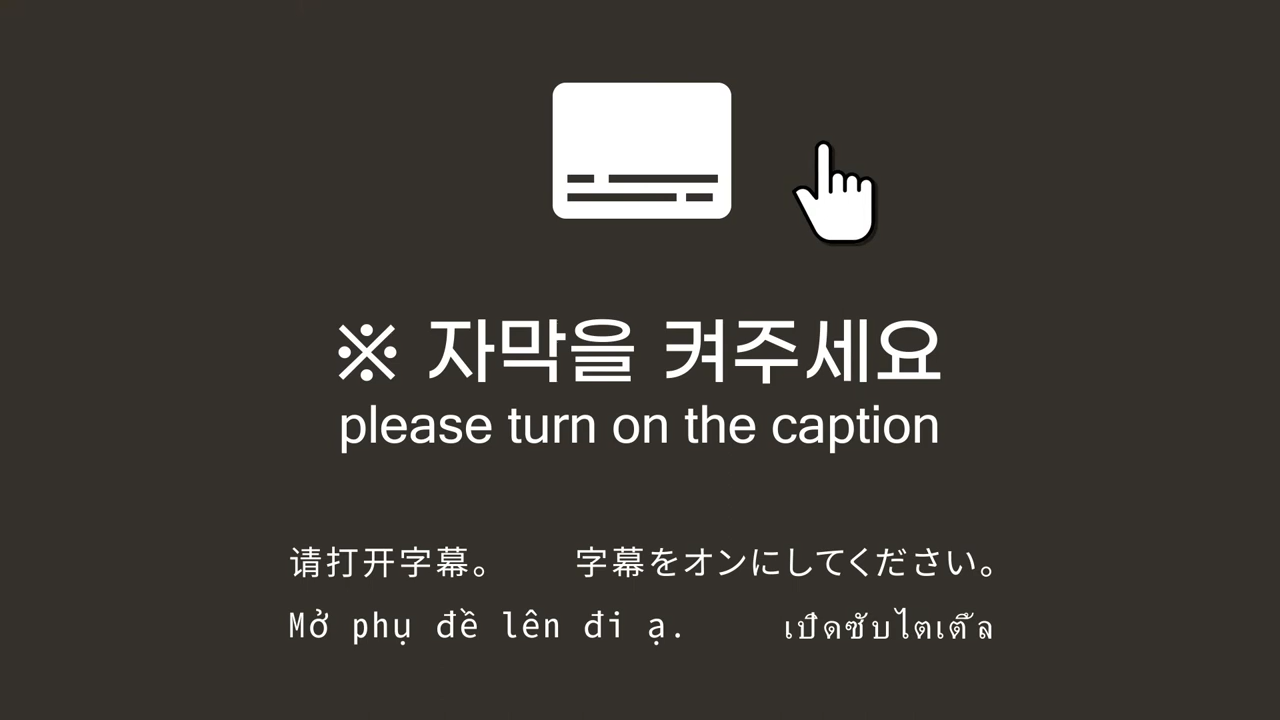 ※ 자막을 켜주세요
please turn on the caption
请打开字幕。 字幕をオンにしてください。
Mở phụ đề lên đi ạ. เปิดซับไตเติ้ล